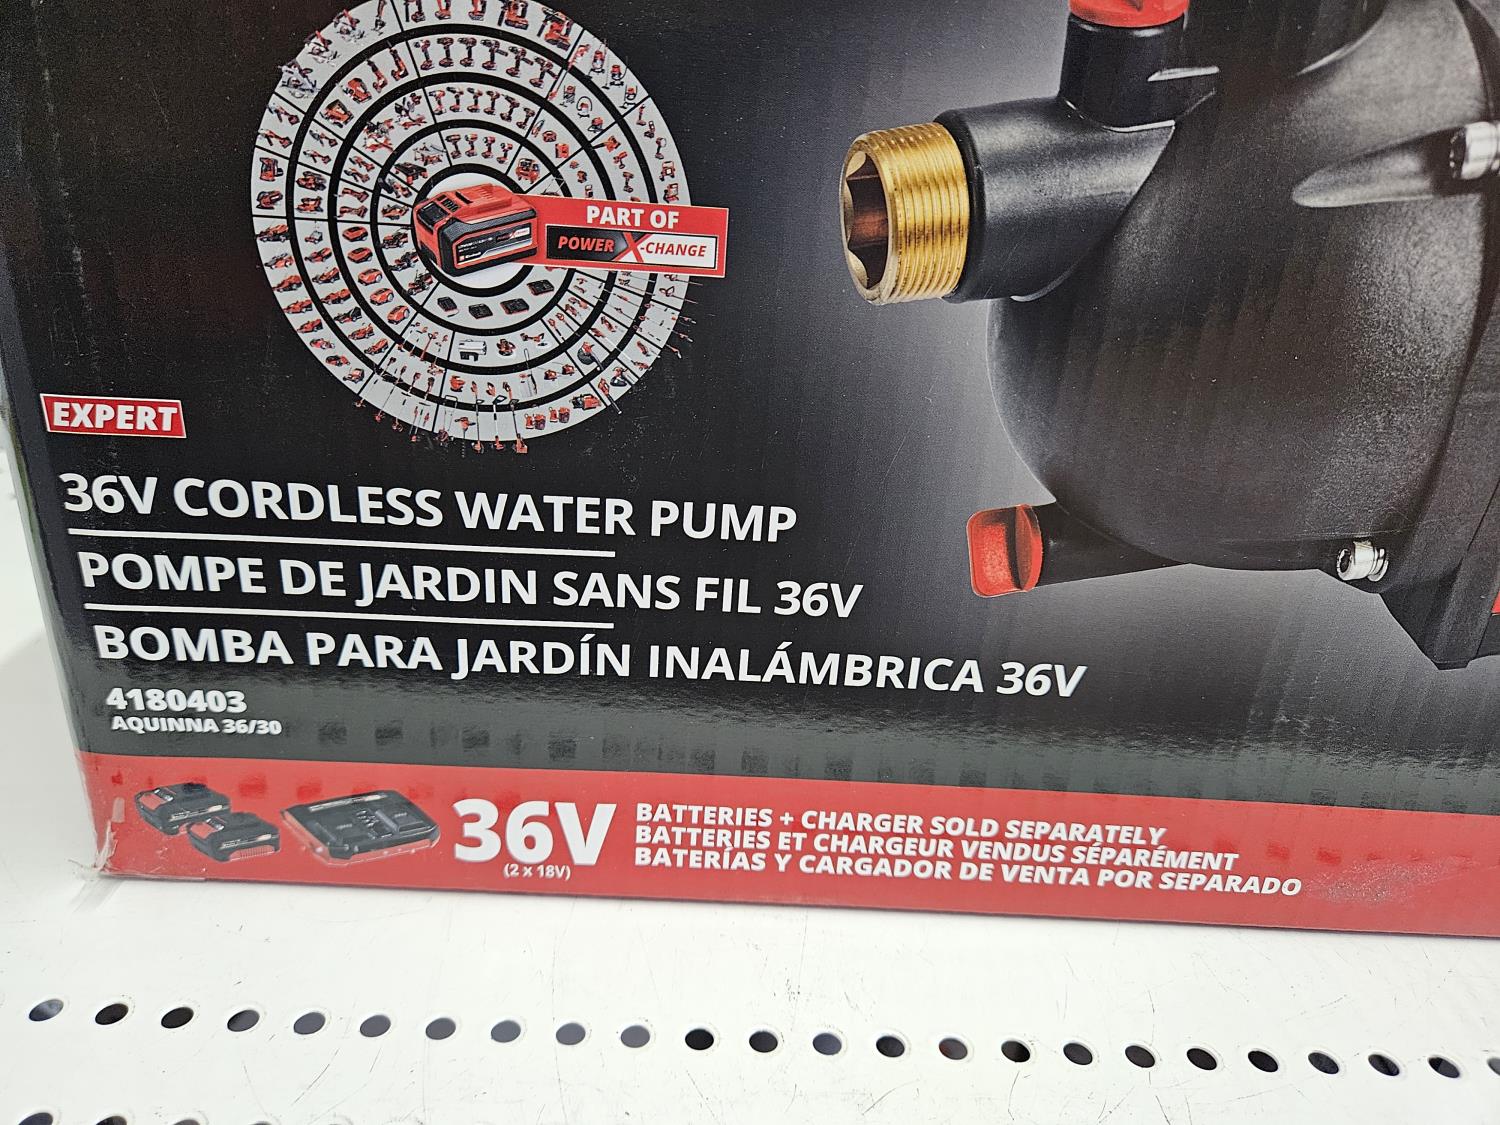 PART OF
POWER X-CHANGE
EXPERT
36V CORDLESS WATER PUMP
POMPE DE JARDIN SANS FIL 36V
BOMBA PARA JARDÍN INALÁMBRICA 36V
4180403
AQUINNA 36/30
36V
(2 x 18V)
BATTERIES + CHARGER SOLD SEPARATELY
BATTERIES ET CHARGEUR VENDUS SÉPARÉMENT
BATERÍAS Y CARGADOR DE VENTA POR SEPARADO